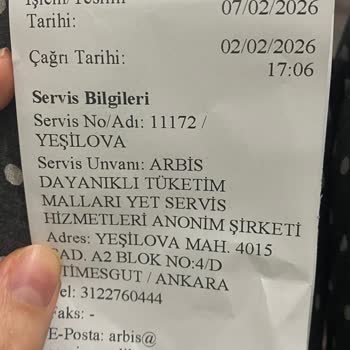 Tarihi:
07/02/2026
Çağrı Tarihi:
02/02/2026
17:06
Servis Bilgileri
Servis No/Adı: 11172 /
YEŞİLOVA
Servis Unvanı: ARBİS
DAYANIKLI TÜKETİM
MALLARI YET SERVİS
HİZMETLERİ ANONİM ŞİRKETİ
Adres: YEŞİLOVA MAH. 4015
CAD. A2 BLOK NO:4/D
ETİMESGUT / ANKARA
Tel: 3122760444
Faks: -
E-Posta: arbis@